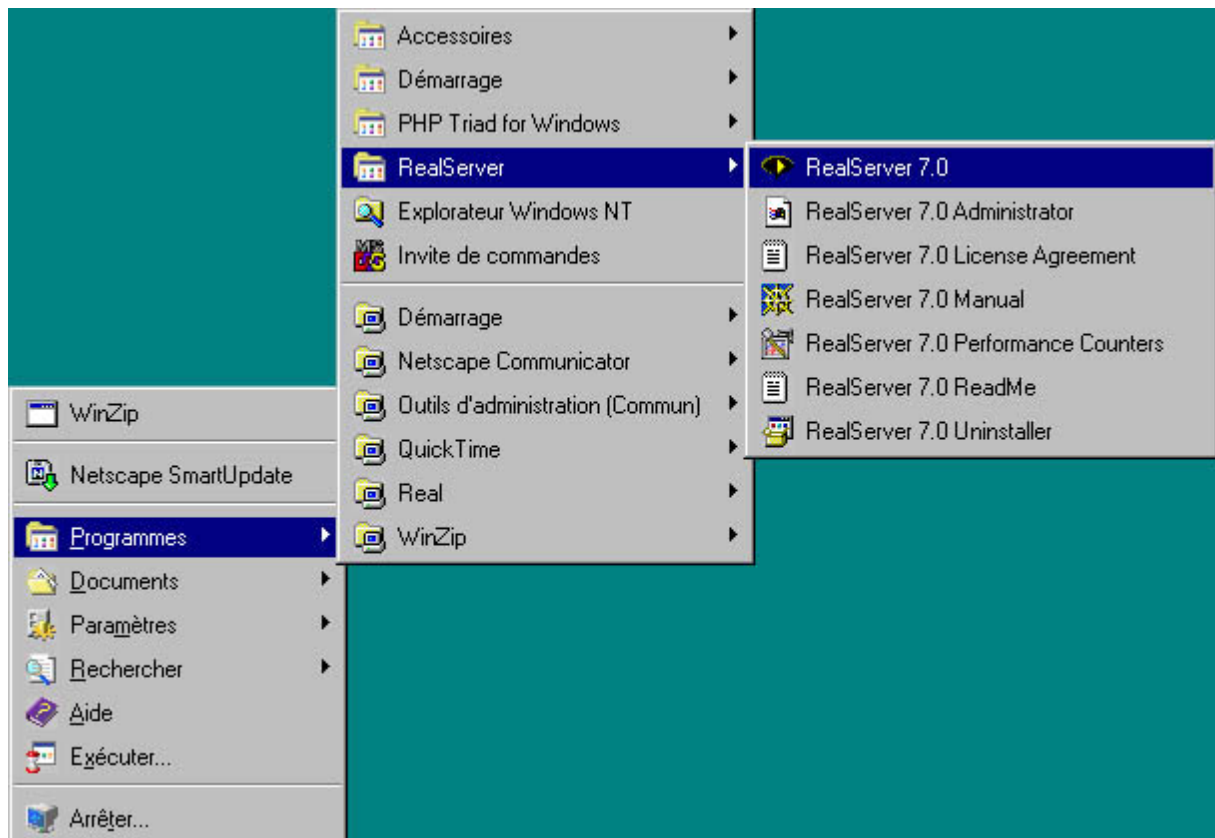 WinZip
Netscape SmartUpdate
Programmes
Documents
Paramètres
Rechercher
Aide
Exécuter...
Arrêter...
Accessoires
Démarrage
PHP Triad for Windows
RealServer
Explorateur Windows NT
Invite de commandes
Démarrage
Netscape Communicator
Outils d'administration (Commun)
QuickTime
Real
WinZip
RealServer 7.0
RealServer 7.0 Administrator
RealServer 7.0 License Agreement
RealServer 7.0 Manual
RealServer 7.0 Performance Counters
RealServer 7.0 ReadMe
RealServer 7.0 Uninstaller